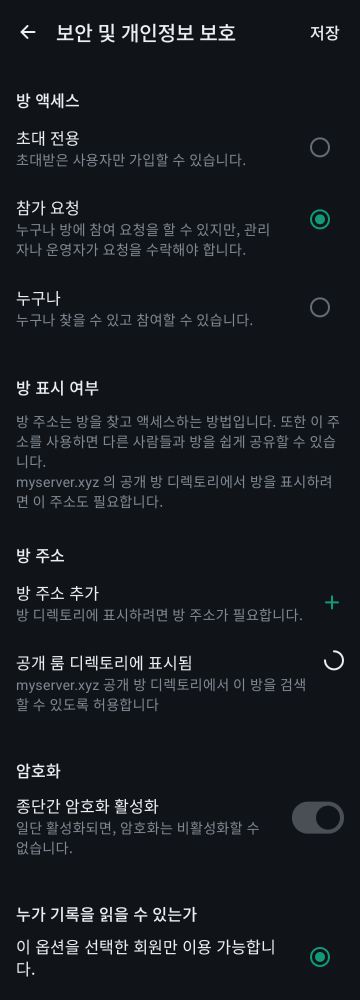 보안 및 개인정보 보호
저장
방 액세스
초대 전용
초대받은 사용자만 가입할 수 있습니다.
참가 요청
누구나 방에 참여 요청을 할 수 있지만, 관리
자나 운영자가 요청을 수락해야 합니다.
누구나
누구나 찾을 수 있고 참여할 수 있습니다.
방 표시 여부
방 주소는 방을 찾고 액세스하는 방법입니다. 또한 이 주
소를 사용하면 다른 사람들과 방을 쉽게 공유할 수 있습
니다.
myserver.xyz 의 공개 방 디렉토리에서 방을 표시하려
면 이 주소도 필요합니다.
방 주소
방 주소 추가
방 디렉토리에 표시하려면 방 주소가 필요합니다.
공개 룸 디렉토리에 표시됨
myserver.xyz 공개 방 디렉토리에서 이 방을 검색
할 수 있도록 허용합니다
암호화
종단간 암호화 활성화
일단 활성화되면, 암호화는 비활성화할 수
없습니다.
누가 기록을 읽을 수 있는가
이 옵션을 선택한 회원만 이용 가능합니
다.